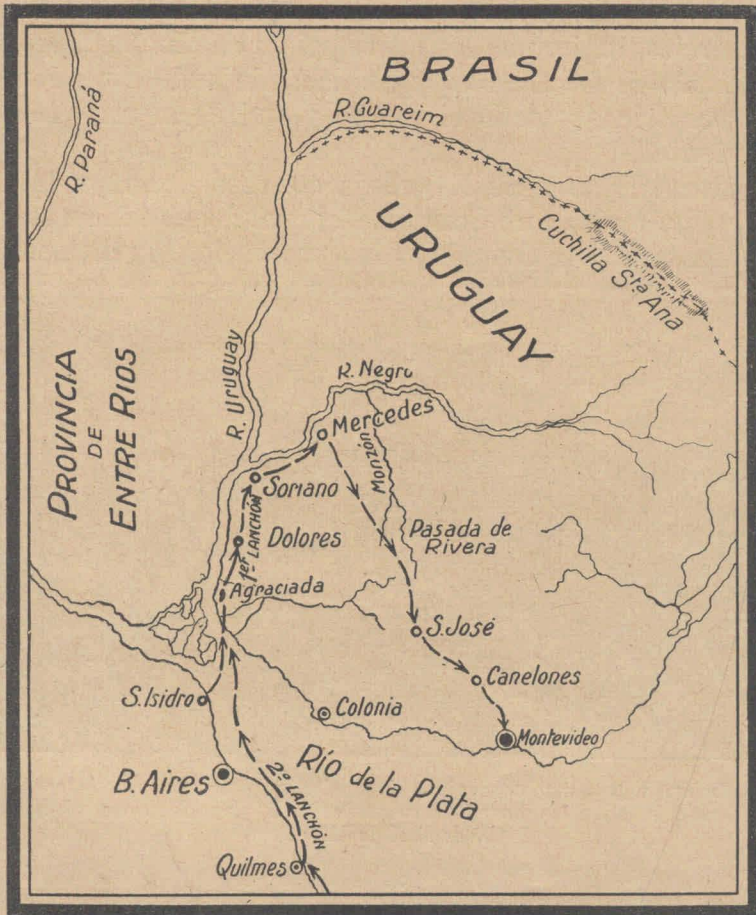 BRASIL
R. Guareim
R. Paraná
URUGUAY
Cuchilla Sta Ana
R. Uruguay
PROVINCIA
DE
ENTRE RIOS
R. Negro
Mercedes
Monzón
Soriano
1er LANCHÓN
Dolores
Pasada de
Rivera
Agraciada
S. José
S. Isidro
Canelones
Colonia
Montevideo
Río de la Plata
B. Aires
2º LANCHÓN
Quilmes